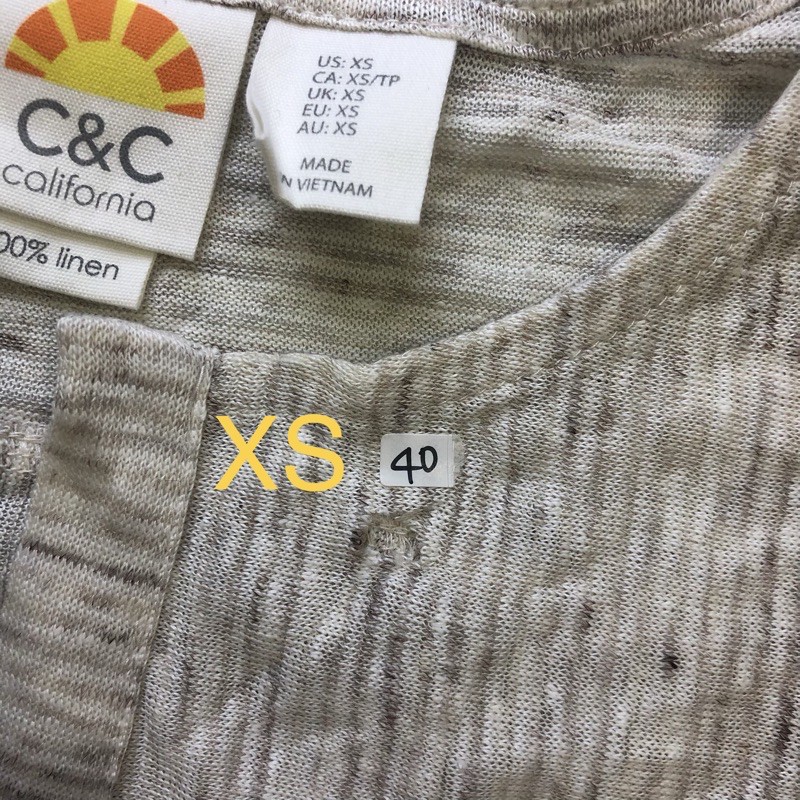 C&C
california
00% linen
US: XS
CA: XS/TP
UK: XS
EU: XS
AU: XS
MADE
N VIETNAM
XS
40